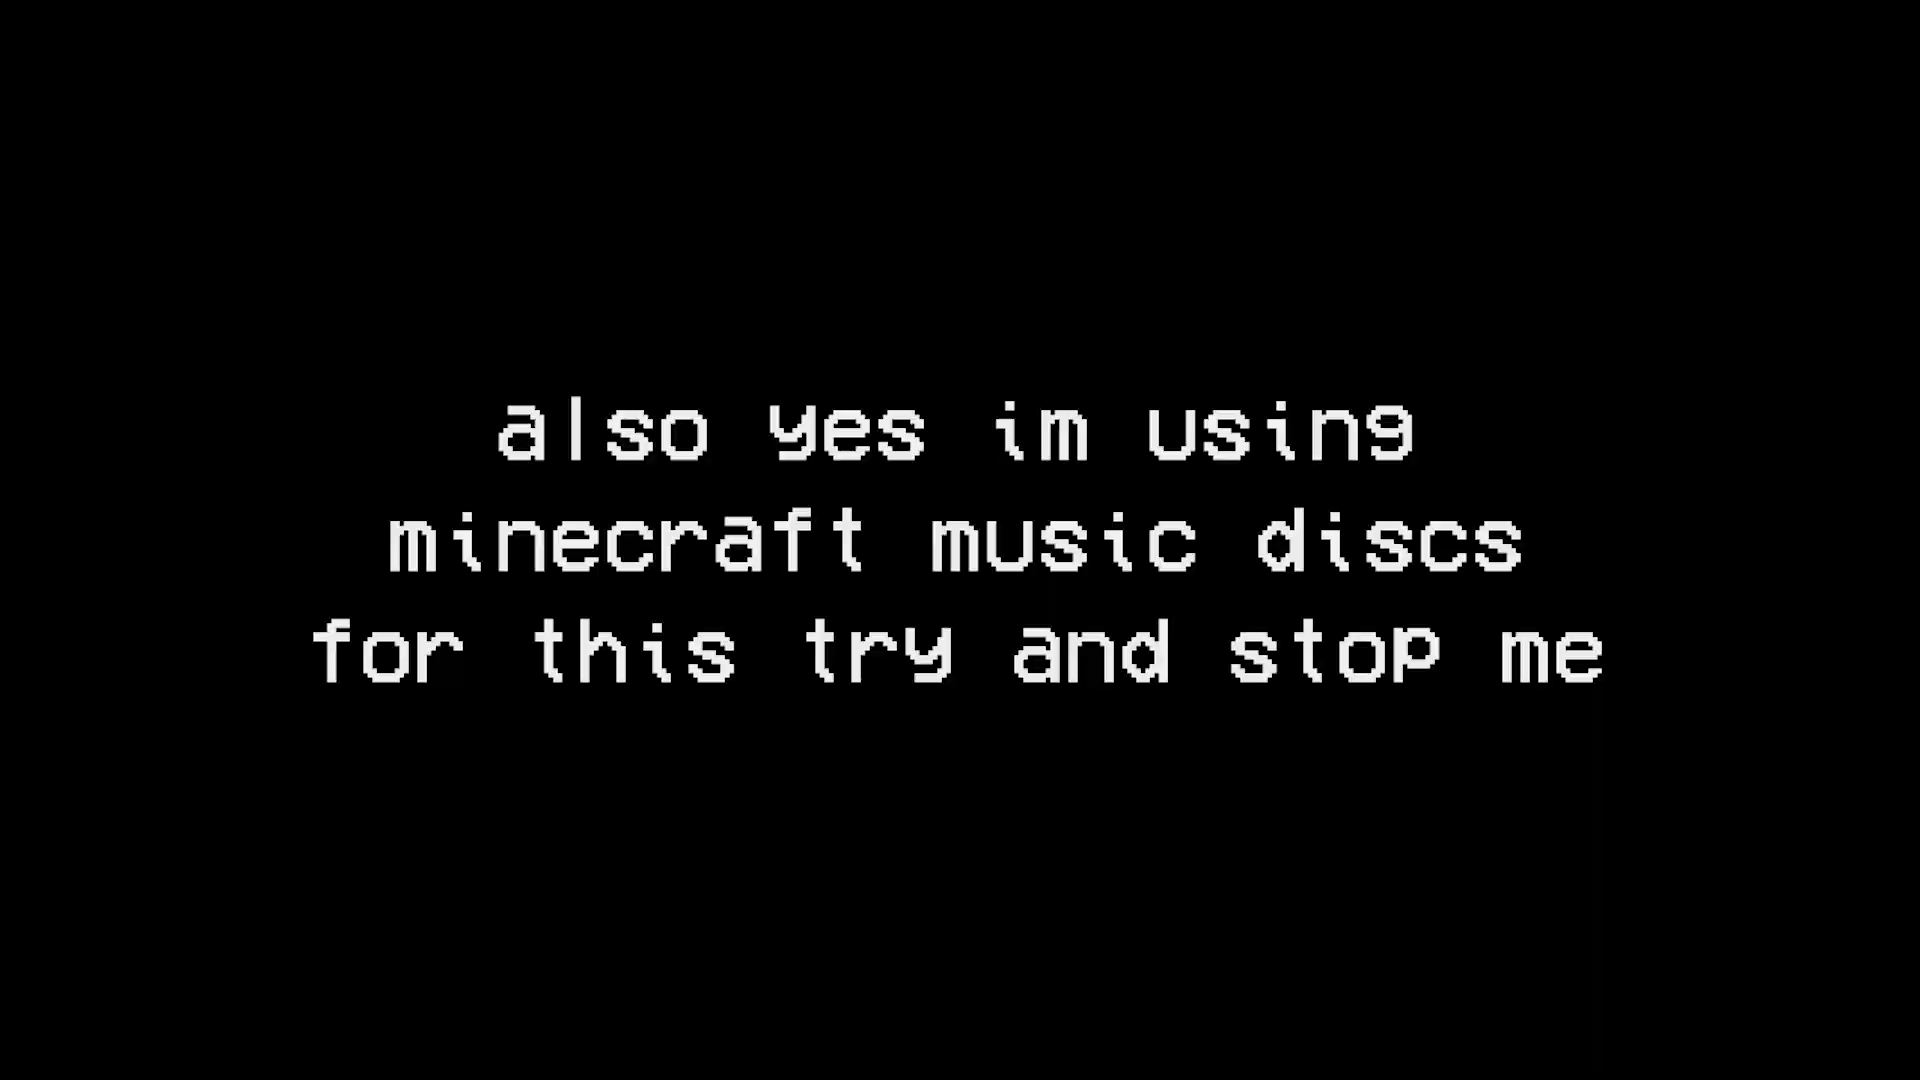 also yes im using
minecraft music discs
for this try and stop me